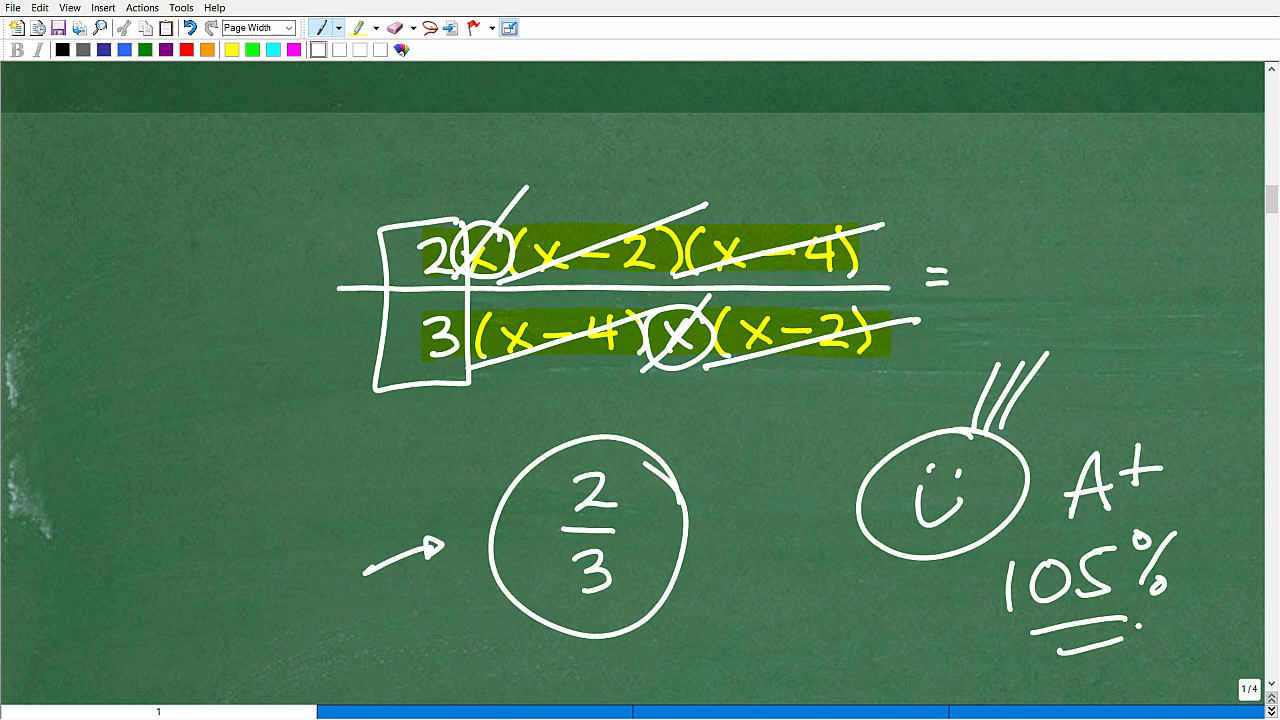 File Edit View Insert Actions Tools Help
Page Width
B I
2x(x-2)(x-4)
=
3(x-4)x(x-2)
2
3
A+
105%
1/4
1